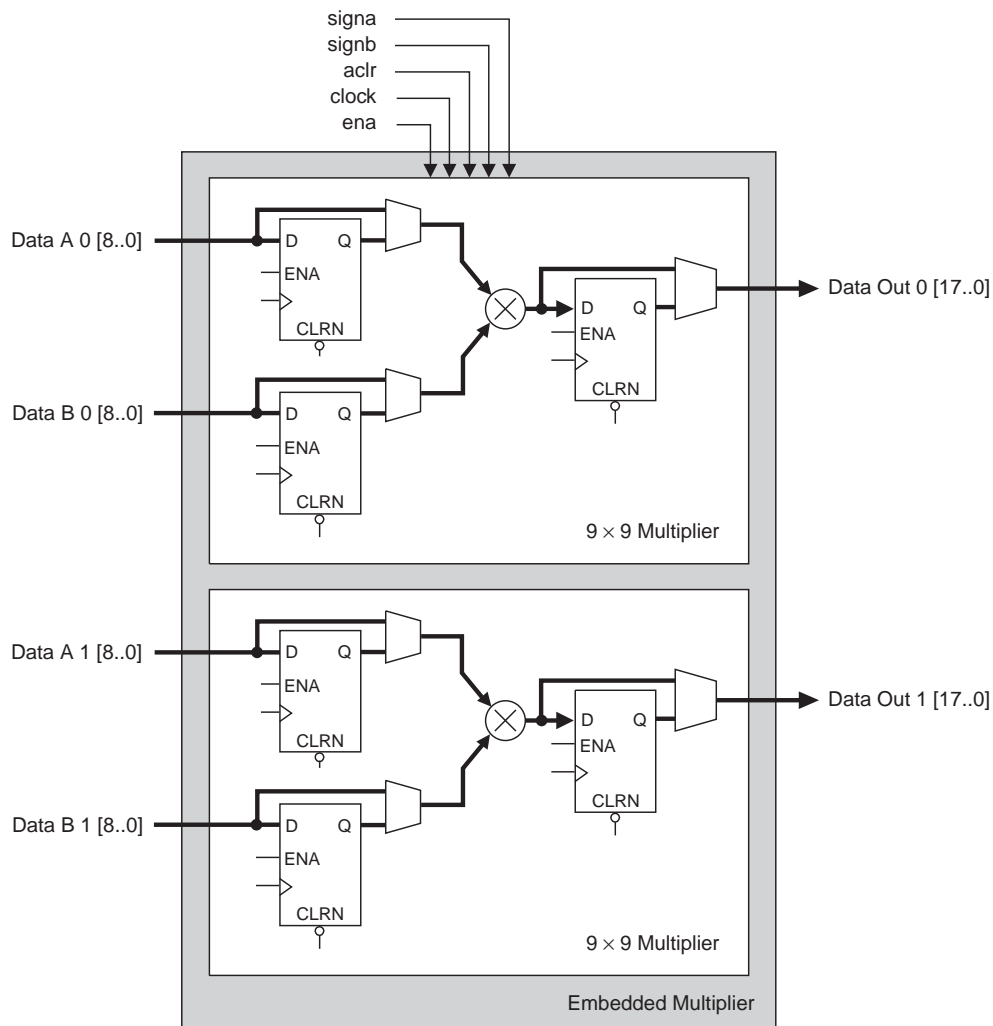 signa
signb
aclr
clock
ena
Data A 0 [8..0]
D Q
ENA
CLRN
Data Out 0 [17..0]
D Q
ENA
CLRN
Data B 0 [8..0]
D Q
ENA
CLRN
9 × 9 Multiplier
Data A 1 [8..0]
D Q
ENA
CLRN
Data Out 1 [17..0]
D Q
ENA
CLRN
Data B 1 [8..0]
D Q
ENA
CLRN
9 × 9 Multiplier
Embedded Multiplier